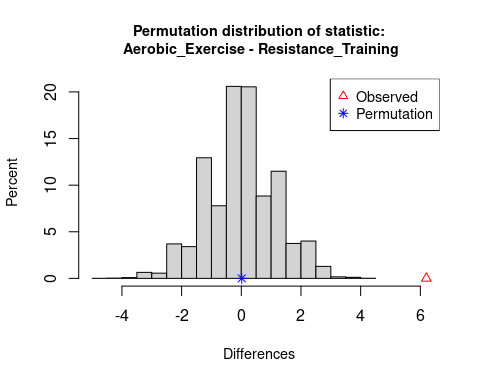 Permutation distribution of statistic:
Aerobic_Exercise - Resistance_Training
Observed
Permutation
Percent
20
15
10
5
0
-4 -2 0 2 4 6
Differences